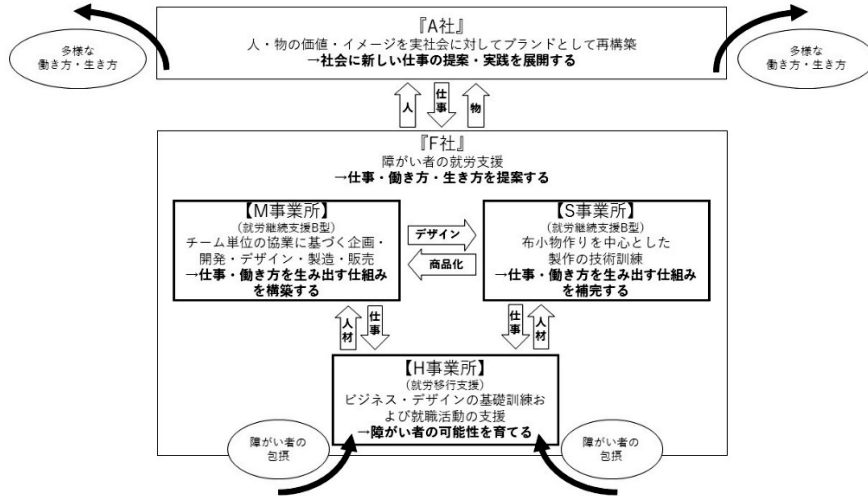 『A社』
人・物の価値・イメージを実社会に対してブランドとして再構築
→社会に新しい仕事の提案・実践を展開する
多様な
働き方・生き方
多様な
働き方・生き方
人
仕事
物
『F社』
障がい者の就労支援
→仕事・働き方・生き方を提案する
【M事業所】
(就労継続支援B型)
チーム単位の協業に基づく企画・
開発・デザイン・製造・販売
→仕事・働き方を生み出す仕組み
を構築する
デザイン
商品化
【S事業所】
(就労継続支援B型)
布小物作りを中心とした
製作の技術訓練
→仕事・働き方を生み出す仕組み
を補完する
人材
仕事
仕事
人材
【H事業所】
(就労移行支援)
ビジネス・デザインの基礎訓練お
よび就職活動の支援
→障がい者の可能性を育てる
障がい者の
包摂
障がい者の
包摂